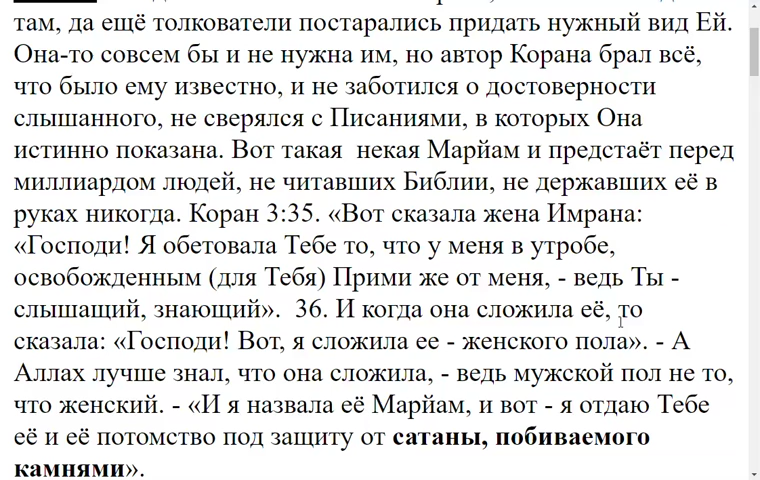 там, да ещё толкователи постарались придать нужный вид Ей.
Она-то совсем бы и не нужна им, но автор Корана брал всё,
что было ему известно, и не заботился о достоверности
слышанного, не сверялся с Писаниями, в которых Она
истинно показана. Вот такая некая Марйам и предстаёт перед
миллиардом людей, не читавших Библии, не державших её в
руках никогда. Коран 3:35. «Вот сказала жена Имрана:
«Господи! Я обетовала Тебе то, что у меня в утробе,
освобожденным (для Тебя) Прими же от меня, - ведь Ты -
слышащий, знающий». 36. И когда она сложила её, то
сказала: «Господи! Вот, я сложила ее - женского пола». - А
Аллах лучше знал, что она сложила, - ведь мужской пол не то,
что женский. - «И я назвала её Марйам, и вот - я отдаю Тебе
её и её потомство под защиту от сатаны, побиваемого
камнями».